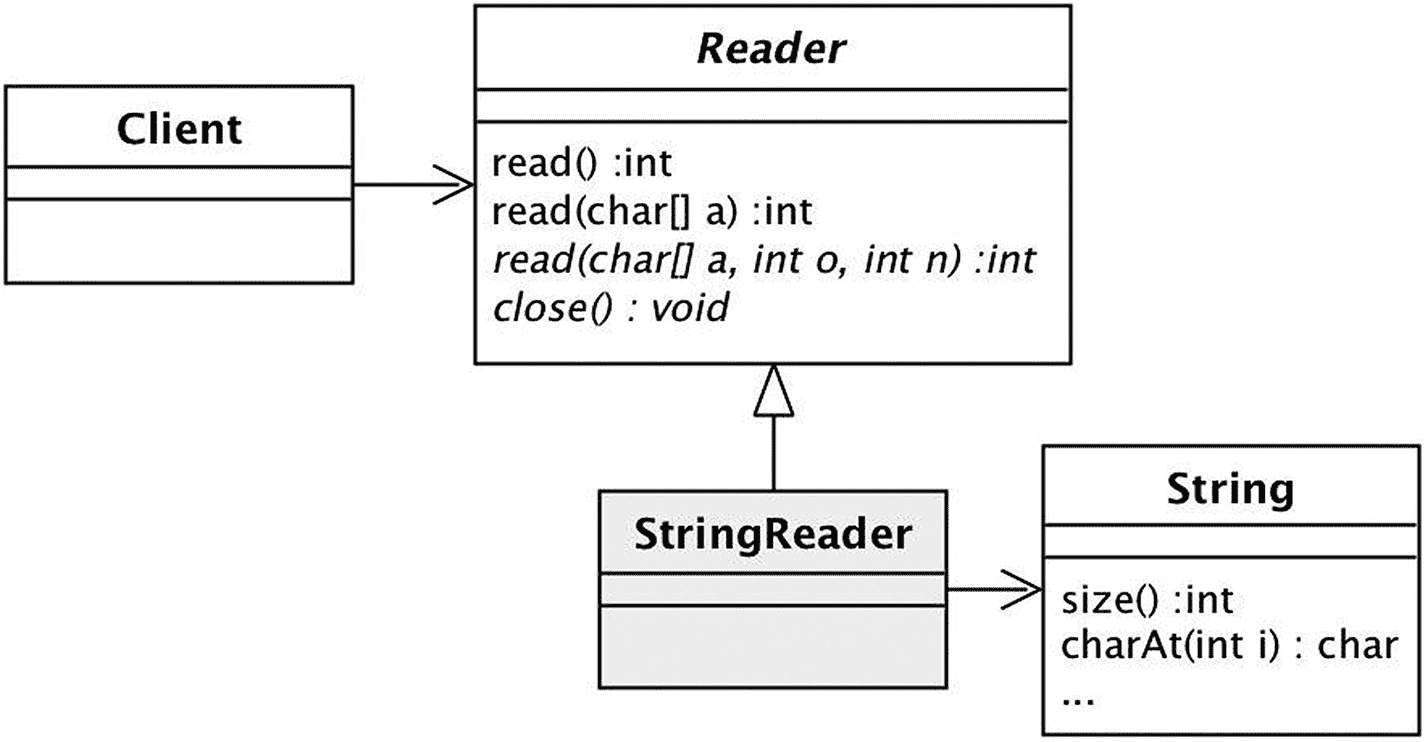 Reader
Client
read() :int
read(char[] a) :int
read(char[] a, int o, int n) :int
close() : void
StringReader
String
size() :int
charAt(int i) : char
...